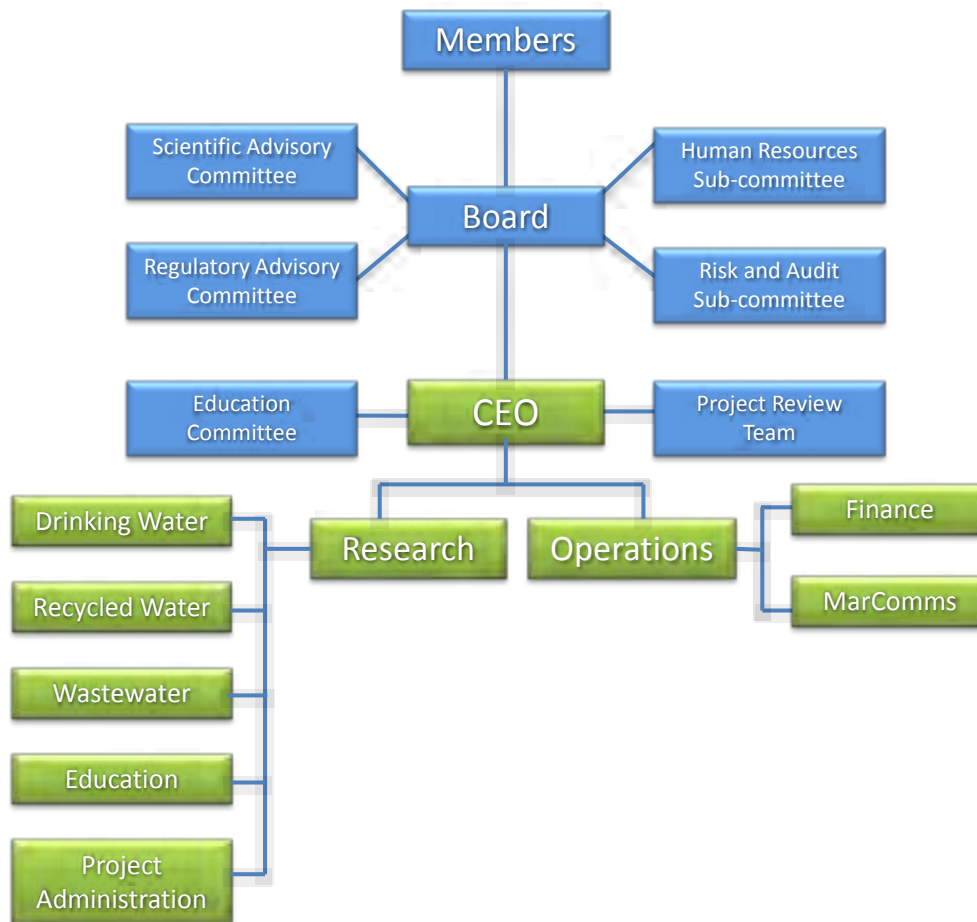 Members
Scientific Advisory
Committee
Human Resources
Sub-committee
Board
Regulatory Advisory
Committee
Risk and Audit
Sub-committee
Education
Committee
CEO
Project Review
Team
Drinking Water
Research
Operations
Finance
Recycled Water
MarComms
Wastewater
Education
Project
Administration